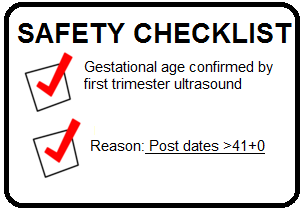 SAFETY CHECKLIST
Gestational age confirmed by
first trimester ultrasound
Reason: Post dates >41+0